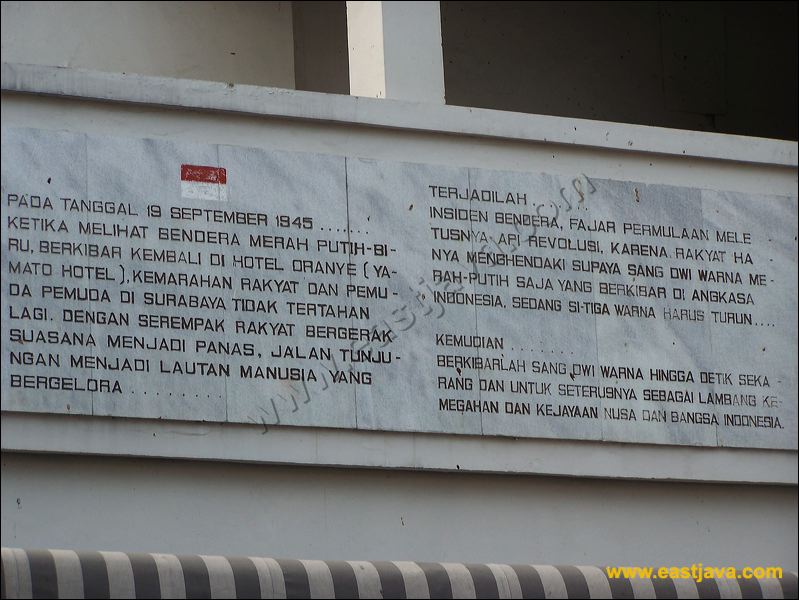 PADA TANGGAL 19 SEPTEMBER 1945 .......
KETIKA MELIHAT BENDERA MERAH PUTIH-BI-
RU, BERKIBAR KEMBALI DI HOTEL ORANYE (YA-
MATO HOTEL), KEMARAHAN RAKYAT DAN PEMU-
DA PEMUDA DI SURABAYA TIDAK TERTAHAN
LAGI. DENGAN SEREMPAK RAKYAT BERGERAK
SUASANA MENJADI PANAS, JALAN TUNJU-
NGAN MENJADI LAUTAN MANUSIA YANG
BERGELORA ...........
TERJADILAH ..........
INSIDEN BENDERA, FAJAR PERMULAAN MELE -
TUSNYA API REVOLUSI, KARENA RAKYAT HA -
NYA MENGHENDAKI SUPAYA SANG DWI WARNA ME-
RAH-PUTIH SAJA YANG BERKIBAR DI ANGKASA
INDONESIA, SEDANG SI-TIGA WARNA HARUS TURUN....
KEMUDIAN ..........
BERKIBARLAH SANG DWI WARNA HINGGA DETIK SEKA -
RANG DAN UNTUK SETERUSNYA SEBAGAI LAMBANG KE-
MEGAHAN DAN KEJAYAAN NUSA DAN BANGSA INDONESIA.
www.eastjava.com
www.eastjava.com